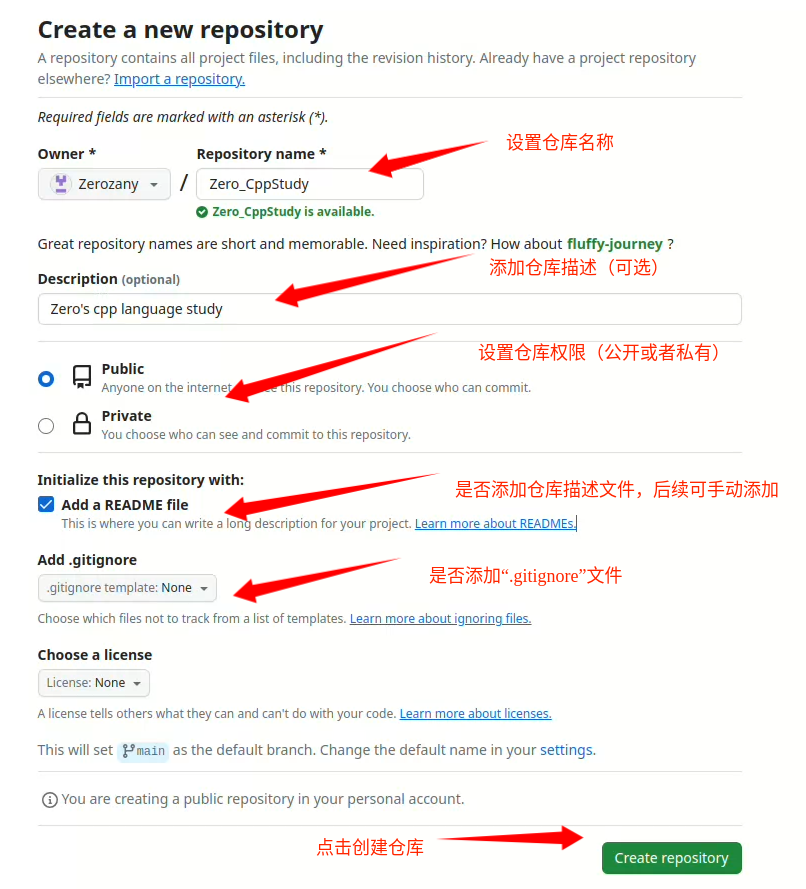 Create a new repository
A repository contains all project files, including the revision history. Already have a project repository
elsewhere? Import a repository.
Required fields are marked with an asterisk (*).
设置仓库名称
Owner *
Repository name *
Zerozany
/
Zero_CppStudy
Zero_CppStudy is available.
Great repository names are short and memorable. Need inspiration? How about fluffy-journey ?
添加仓库描述（可选）
Description (optional)
Zero's cpp language study
设置仓库权限（公开或者私有）
Public
Anyone on the internet see this repository. You choose who can commit.
Private
You choose who can see and commit to this repository.
Initialize this repository with:
是否添加仓库描述文件，后续可手动添加
Add a README file
This is where you can write a long description for your project. Learn more about READMEs.
Add .gitignore
是否添加“.gitignore”文件
.gitignore template: None
Choose which files not to track from a list of templates. Learn more about ignoring files.
Choose a license
License: None
A license tells others what they can and can't do with your code. Learn more about licenses.
This will set main as the default branch. Change the default name in your settings.
You are creating a public repository in your personal account.
点击创建仓库
Create repository